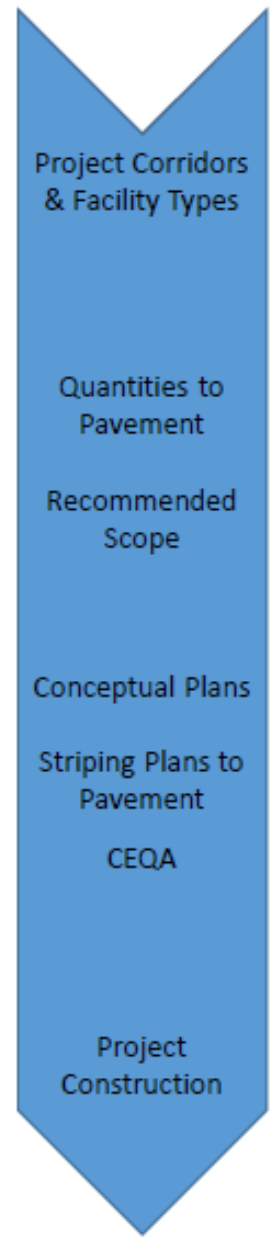 Project Corridors
& Facility Types
Quantities to
Pavement
Recommended
Scope
Conceptual Plans
Striping Plans to
Pavement
CEQA
Project
Construction